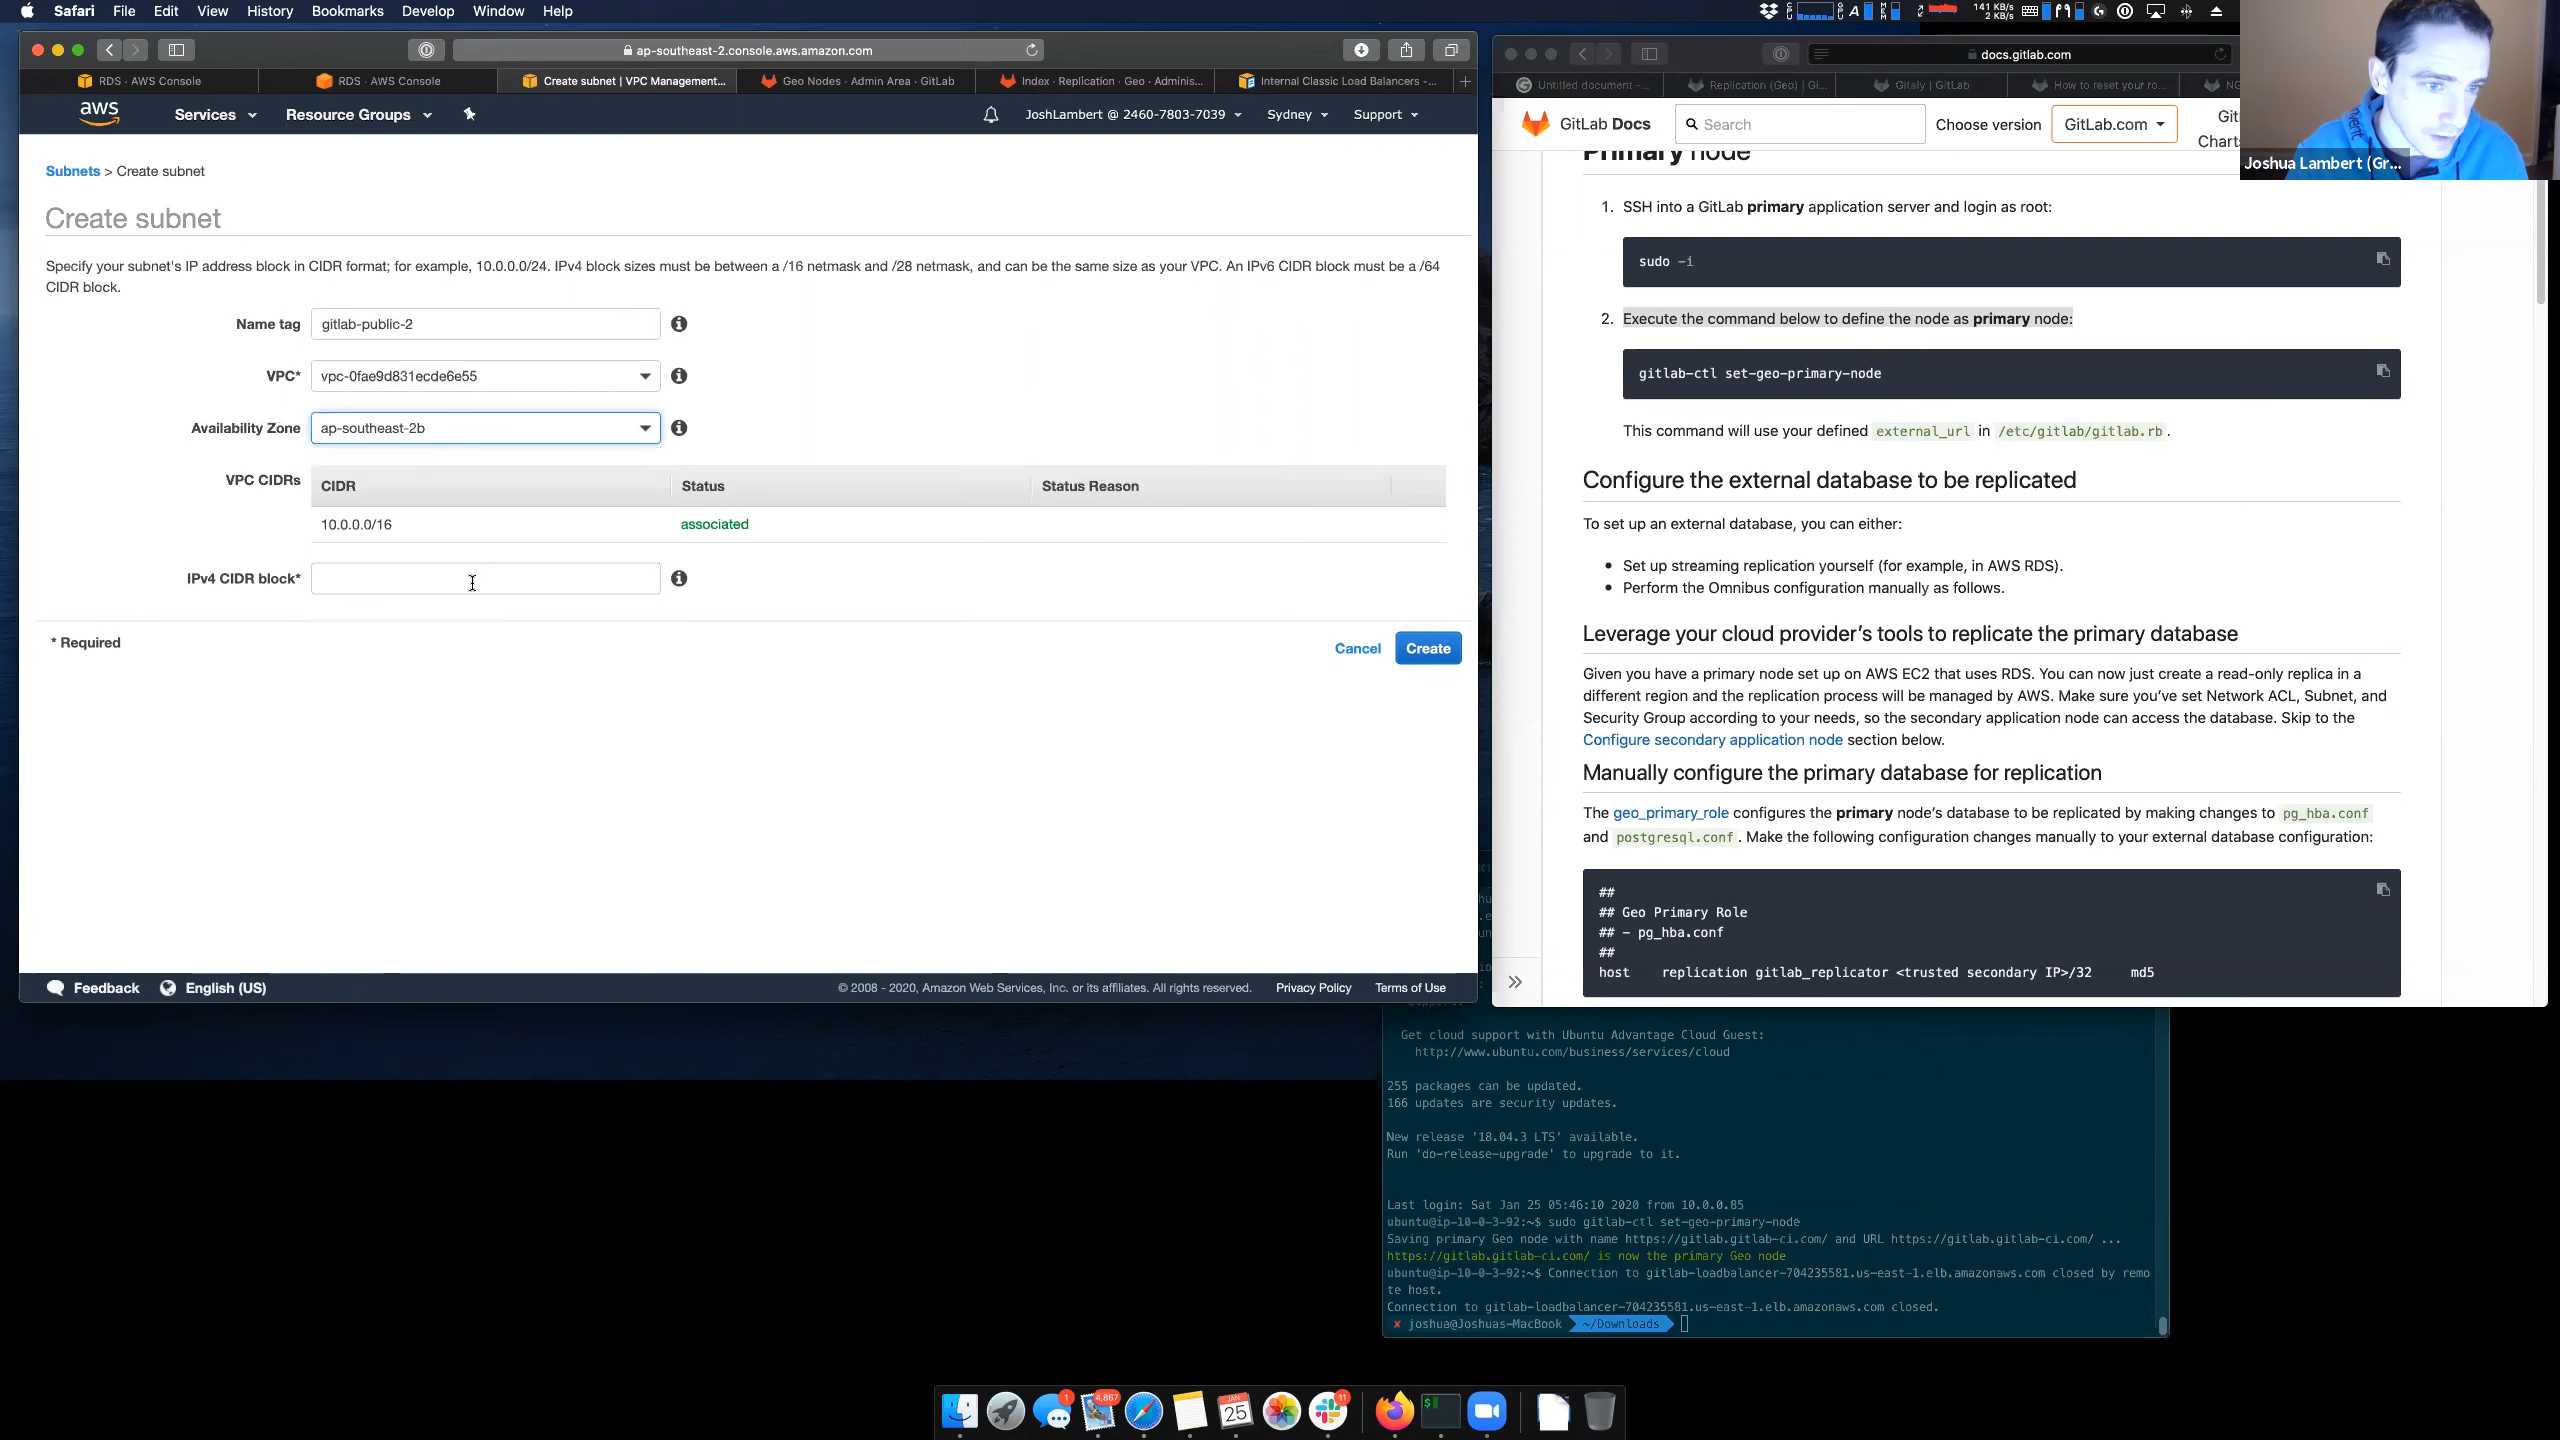 Safari File Edit View History Bookmarks Develop Window Help
141 KB/s
2 KB/s
ap-southeast-2.console.aws.amazon.com
RDS · AWS Console
RDS · AWS Console
Create subnet | VPC Management...
Geo Nodes · Admin Area · GitLab
Index · Replication · Geo · Adminis...
Internal Classic Load Balancers -...
aws
Services
Resource Groups
JoshLambert @ 2460-7803-7039
Sydney
Support
Subnets > Create subnet
Create subnet
Specify your subnet's IP address block in CIDR format; for example, 10.0.0.0/24. IPv4 block sizes must be between a /16 netmask and /28 netmask, and can be the same size as your VPC. An IPv6 CIDR block must be a /64
CIDR block.
Name tag gitlab-public-2
VPC* vpc-0fae9d831ecde6e55
Availability Zone ap-southeast-2b
VPC CIDRs CIDR Status Status Reason
10.0.0.0/16 associated
IPv4 CIDR block*
* Required
Cancel Create
Feedback English (US)
© 2008 - 2020, Amazon Web Services, Inc. or its affiliates. All rights reserved. Privacy Policy Terms of Use
docs.gitlab.com
Untitled document -...
Replication (Geo) | Gi...
Gitaly | GitLab
How to reset your ro...
GitLab Docs
Search
Choose version
GitLab.com
Charts
Joshua Lambert (Gr...
Primary node
1. SSH into a GitLab primary application server and login as root:
sudo -i
2. Execute the command below to define the node as primary node:
gitlab-ctl set-geo-primary-node
This command will use your defined external_url in /etc/gitlab/gitlab.rb .
Configure the external database to be replicated
To set up an external database, you can either:
• Set up streaming replication yourself (for example, in AWS RDS).
• Perform the Omnibus configuration manually as follows.
Leverage your cloud provider's tools to replicate the primary database
Given you have a primary node set up on AWS EC2 that uses RDS. You can now just create a read-only replica in a
different region and the replication process will be managed by AWS. Make sure you've set Network ACL, Subnet, and
Security Group according to your needs, so the secondary application node can access the database. Skip to the
Configure secondary application node section below.
Manually configure the primary database for replication
The geo_primary_role configures the primary node's database to be replicated by making changes to pg_hba.conf
and postgresql.conf . Make the following configuration changes manually to your external database configuration:
##
## Geo Primary Role
## - pg_hba.conf
##
host replication gitlab_replicator <trusted secondary IP>/32 md5
Get cloud support with Ubuntu Advantage Cloud Guest:
http://www.ubuntu.com/business/services/cloud
255 packages can be updated.
166 updates are security updates.
New release '18.04.3 LTS' available.
Run 'do-release-upgrade' to upgrade to it.
Last login: Sat Jan 25 05:46:10 2020 from 10.0.0.85
ubuntu@ip-10-0-3-92:~$ sudo gitlab-ctl set-geo-primary-node
Saving primary Geo node with name https://gitlab.gitlab-ci.com/ and URL https://gitlab.gitlab-ci.com/ ...
https://gitlab.gitlab-ci.com/ is now the primary Geo node
ubuntu@ip-10-0-3-92:~$ Connection to gitlab-loadbalancer-704235581.us-east-1.elb.amazonaws.com closed by remo
te host.
Connection to gitlab-loadbalancer-704235581.us-east-1.elb.amazonaws.com closed.
✘ joshua@Joshuas-MacBook ~/Downloads
1
4,867
JAN
25
11